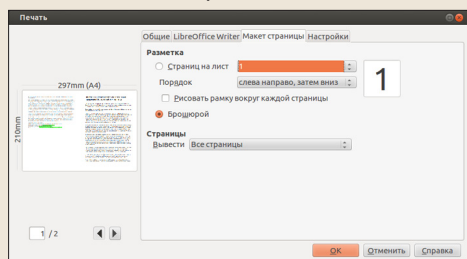 Печать
Общие LibreOffice Writer Макет страницы Настройки
Разметка
Страниц на лист 1
Порядок слева направо, затем вниз
Рисовать рамку вокруг каждой страницы
Брошюрой
1
Страницы
Вывести Все страницы
297mm (A4)
210mm
1 / 2
OK Отменить Справка